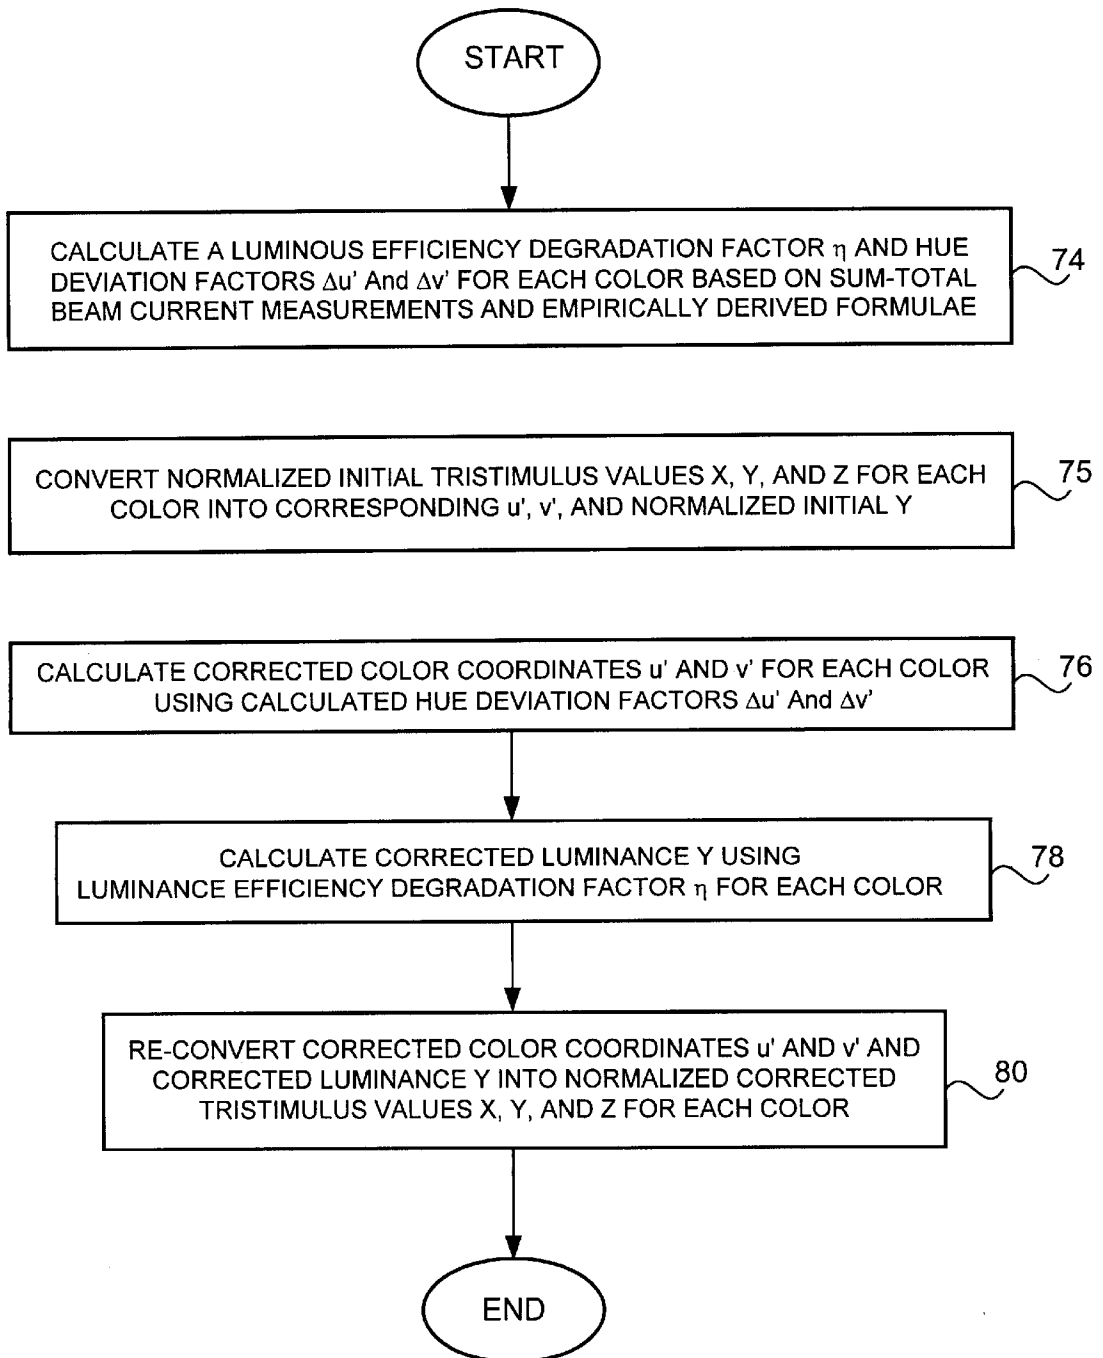 START
CALCULATE A LUMINOUS EFFICIENCY DEGRADATION FACTOR η AND HUE
DEVIATION FACTORS Δu' And Δv' FOR EACH COLOR BASED ON SUM-TOTAL
BEAM CURRENT MEASUREMENTS AND EMPIRICALLY DERIVED FORMULAE
74
CONVERT NORMALIZED INITIAL TRISTIMULUS VALUES X, Y, AND Z FOR EACH
COLOR INTO CORRESPONDING u', v', AND NORMALIZED INITIAL Y
75
CALCULATE CORRECTED COLOR COORDINATES u' AND v' FOR EACH COLOR
USING CALCULATED HUE DEVIATION FACTORS Δu' And Δv'
76
CALCULATE CORRECTED LUMINANCE Y USING
LUMINANCE EFFICIENCY DEGRADATION FACTOR η FOR EACH COLOR
78
RE-CONVERT CORRECTED COLOR COORDINATES u' AND v' AND
CORRECTED LUMINANCE Y INTO NORMALIZED CORRECTED
TRISTIMULUS VALUES X, Y, AND Z FOR EACH COLOR
80
END